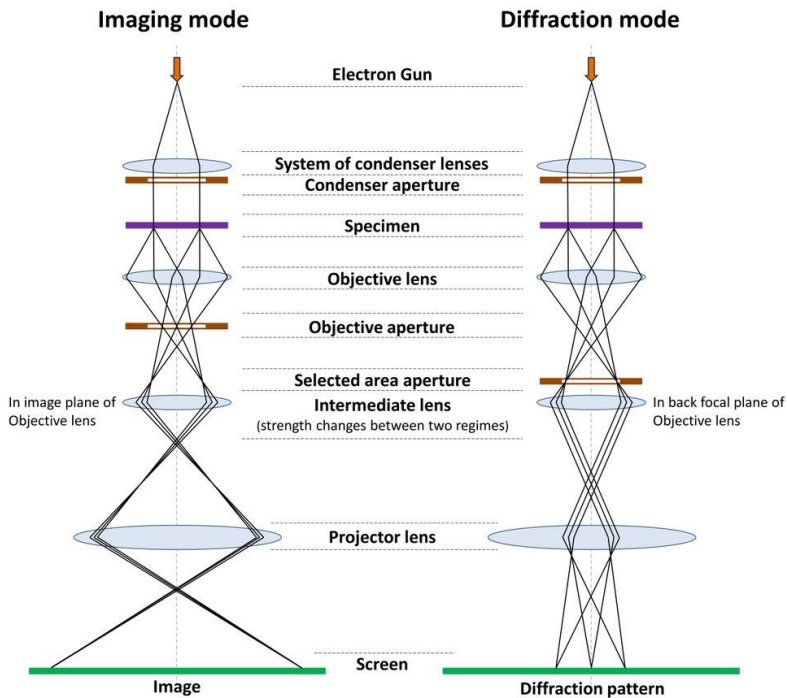 Imaging mode
Diffraction mode
Electron Gun
System of condenser lenses
Condenser aperture
Specimen
Objective lens
Objective aperture
Selected area aperture
In image plane of
Objective lens
Intermediate lens
(strength changes between two regimes)
In back focal plane of
Objective lens
Projector lens
Screen
Image
Diffraction pattern